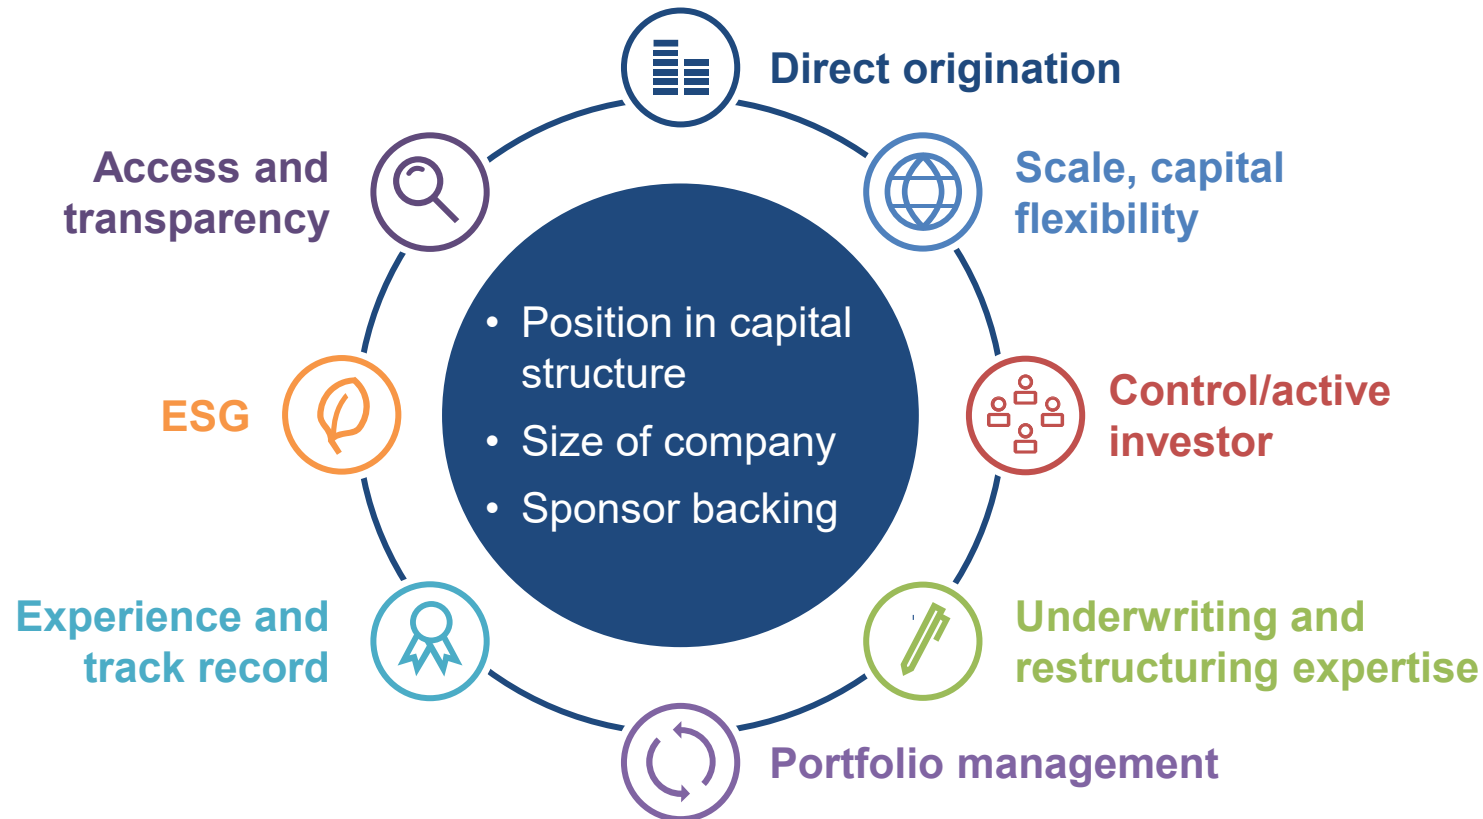 Direct origination
Scale, capital
flexibility
Control/active
investor
Underwriting and
restructuring expertise
Portfolio management
Experience and
track record
ESG
Access and
transparency
• Position in capital
structure
• Size of company
• Sponsor backing